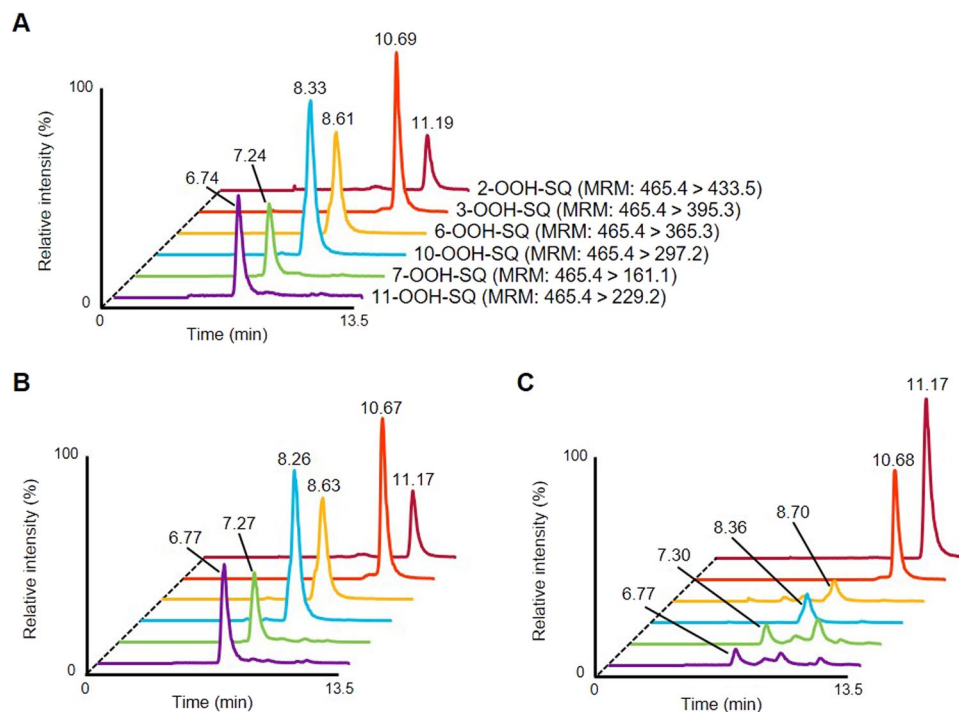 A
10.69
100
8.33
8.61
11.19
7.24
6.74
Relative intensity (%)
2-OOH-SQ (MRM: 465.4 > 433.5)
3-OOH-SQ (MRM: 465.4 > 395.3)
6-OOH-SQ (MRM: 465.4 > 365.3)
10-OOH-SQ (MRM: 465.4 > 297.2)
7-OOH-SQ (MRM: 465.4 > 161.1)
11-OOH-SQ (MRM: 465.4 > 229.2)
0
0
13.5
Time (min)
B
10.67
100
8.26
8.63
11.17
7.27
6.77
Relative intensity (%)
0
0
13.5
Time (min)
C
11.17
100
10.68
8.70
8.36
7.30
6.77
Relative intensity (%)
0
0
13.5
Time (min)